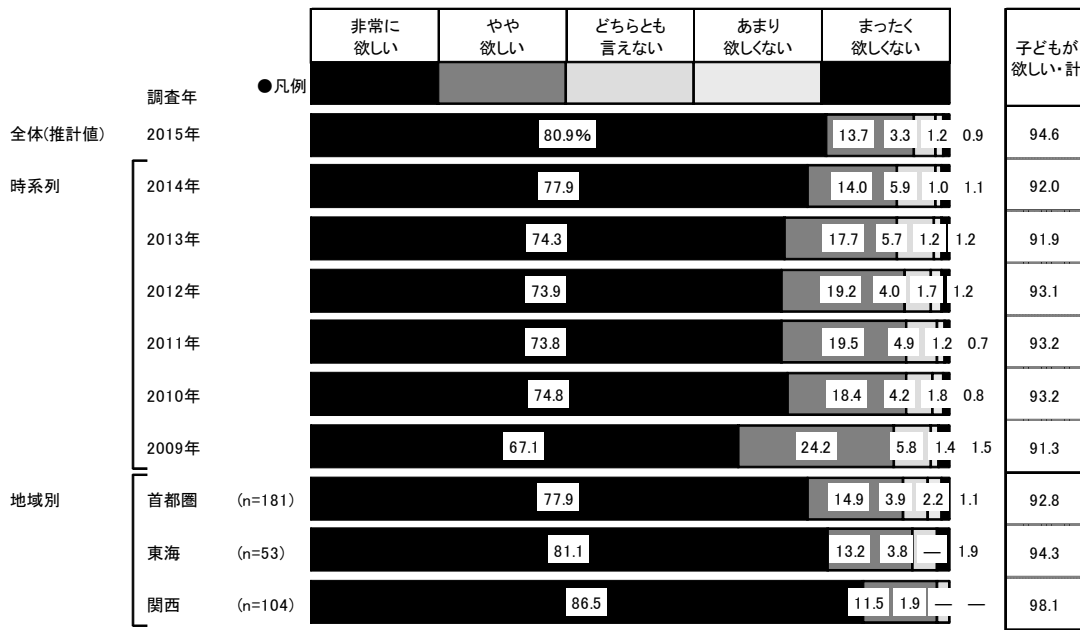 非常に
欲しい
やや
欲しい
どちらとも
言えない
あまり
欲しくない
まったく
欲しくない
子どもが
欲しい・計
●凡例
調査年
全体(推計値) 2015年 80.9% 13.7 3.3 1.2 0.9 94.6
時系列 2014年 77.9 14.0 5.9 1.0 1.1 92.0
2013年 74.3 17.7 5.7 1.2 1.2 91.9
2012年 73.9 19.2 4.0 1.7 1.2 93.1
2011年 73.8 19.5 4.9 1.2 0.7 93.2
2010年 74.8 18.4 4.2 1.8 0.8 93.2
2009年 67.1 24.2 5.8 1.4 1.5 91.3
地域別 首都圏 (n=181) 77.9 14.9 3.9 2.2 1.1 92.8
東海 (n=53) 81.1 13.2 3.8 ― 1.9 94.3
関西 (n=104) 86.5 11.5 1.9 ― ― 98.1